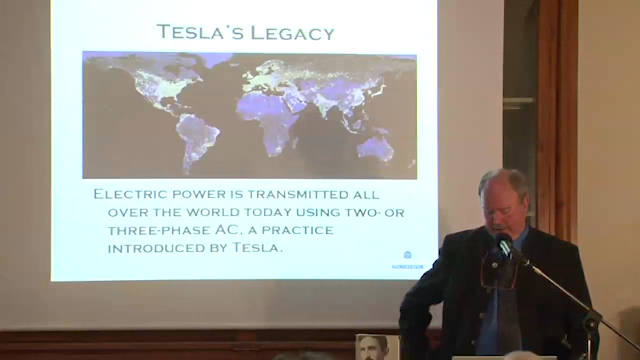 TESLA'S LEGACY
ELECTRIC POWER IS TRANSMITTED ALL
OVER THE WORLD TODAY USING TWO- OR
THREE-PHASE AC, A PRACTICE
INTRODUCED BY TESLA.